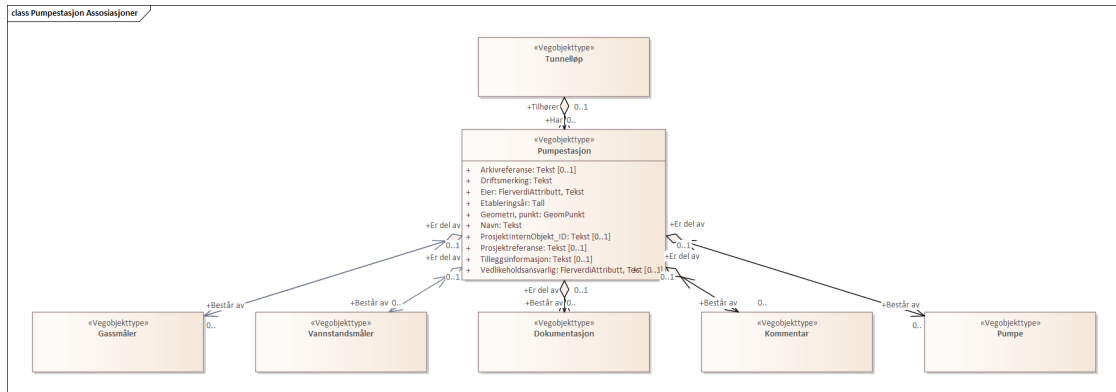 class Pumpestasjon Assosiasjoner
«Vegobjekttype»
Tunnelløp
+Tilhører 0..1
+Har 0..
«Vegobjekttype»
Pumpestasjon
+ Arkivreferanse: Tekst [0..1]
+ Driftsmerking: Tekst
+ Eier: FlerverdiAttributt, Tekst
+ Etableringsår: Tall
+ Geometri, punkt: GeomPunkt
+ Navn: Tekst
+ ProsjektInternObjekt_ID: Tekst [0..1]
+ Prosjektreferanse: Tekst [0..1]
+ Tilleggsinformasjon: Tekst [0..1]
+ Vedlikeholdsansvarlig: FlerverdiAttributt, Tekst [0..1]
+Er del av
0..1
+Er del av
0..1
+Er del av
0..1
+Er del av
0..1
+Er del av 0..1
+Består av
0..
+Består av 0..
+Består av 0..
+Består av 0..
+Består av
0..
«Vegobjekttype»
Gassmåler
«Vegobjekttype»
Vannstandsmåler
«Vegobjekttype»
Dokumentasjon
«Vegobjekttype»
Kommentar
«Vegobjekttype»
Pumpe